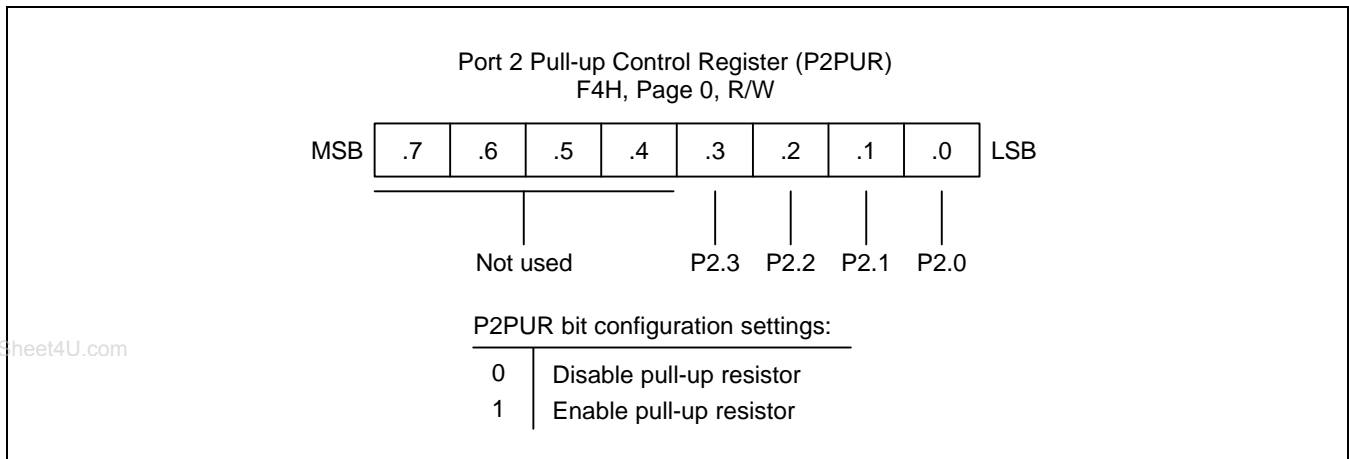 Port 2 Pull-up Control Register (P2PUR)
F4H, Page 0, R/W
MSB .7 .6 .5 .4 .3 .2 .1 .0 LSB
Not used P2.3 P2.2 P2.1 P2.0
P2PUR bit configuration settings:
0 Disable pull-up resistor
1 Enable pull-up resistor
Sheet4U.com